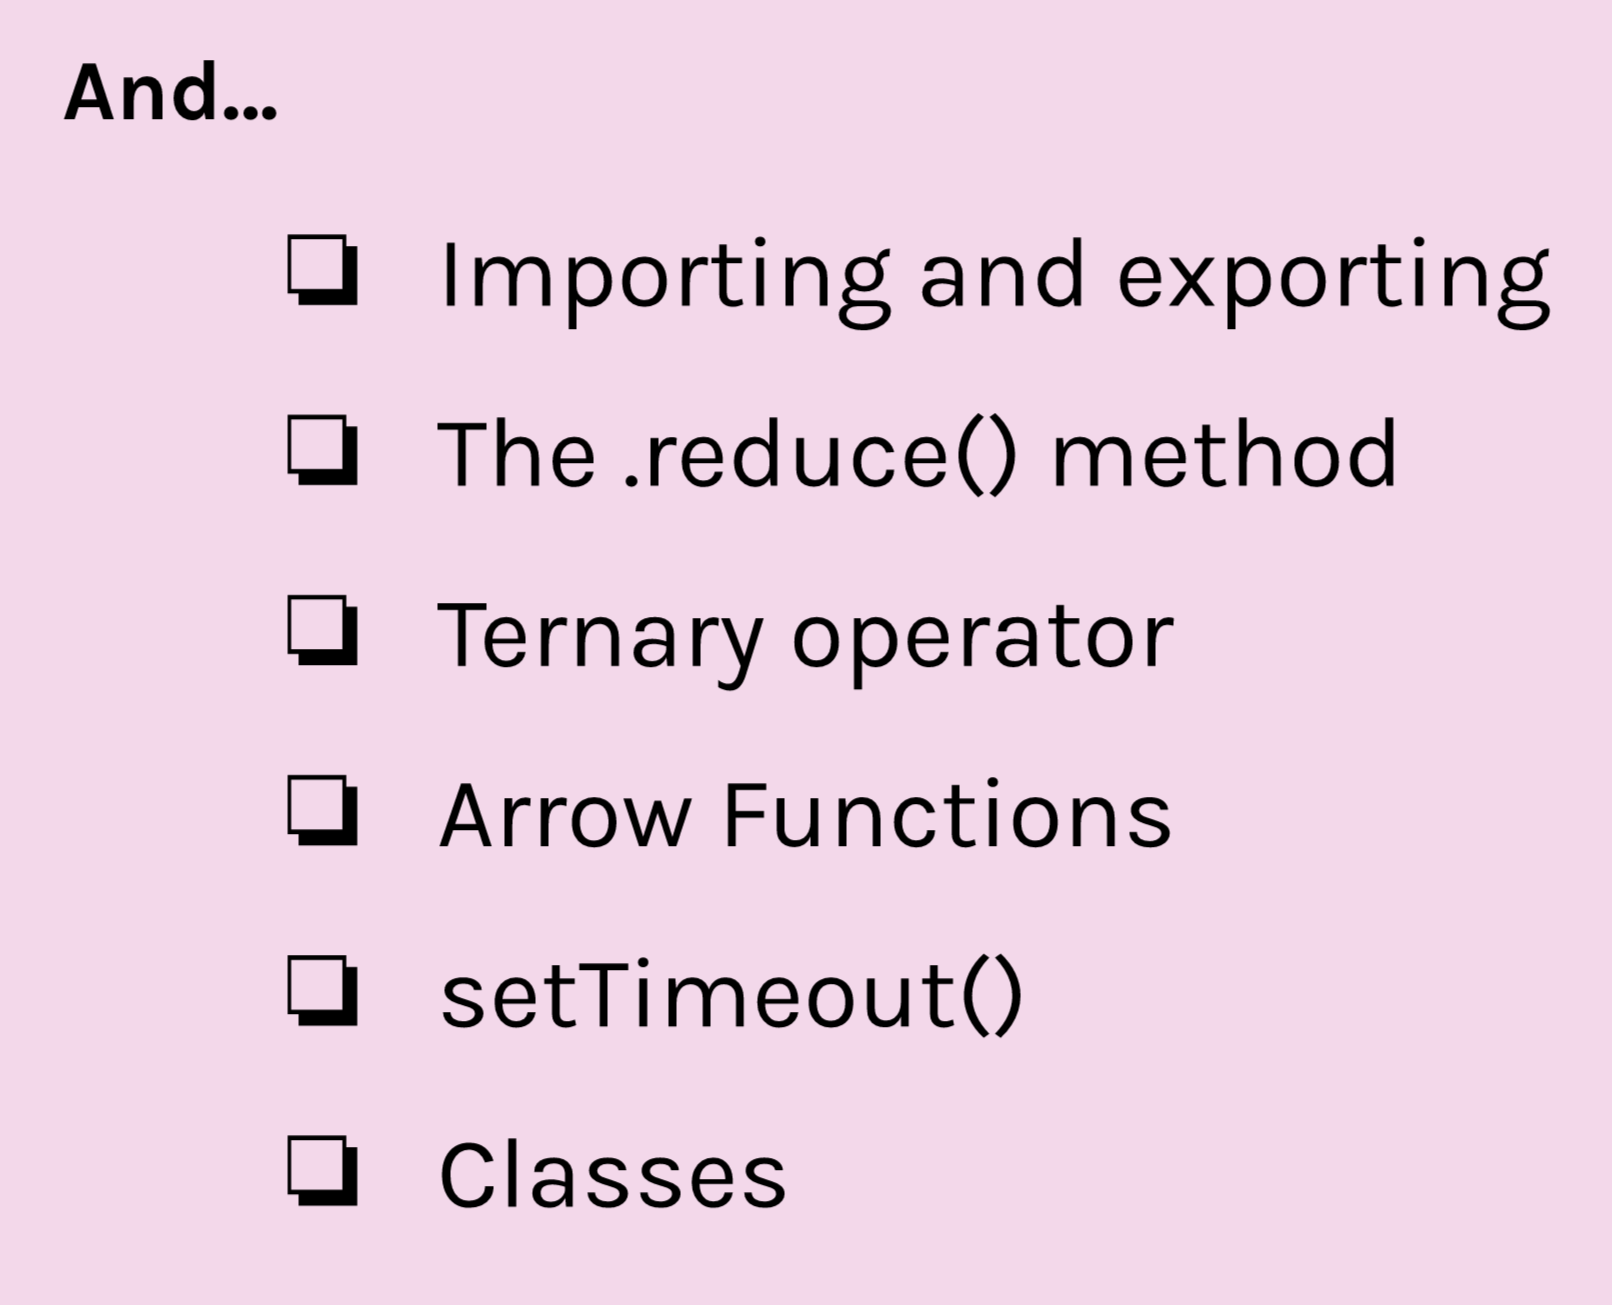 And...
❏ Importing and exporting
❏ The .reduce() method
❏ Ternary operator
❏ Arrow Functions
❏ setTimeout()
❏ Classes